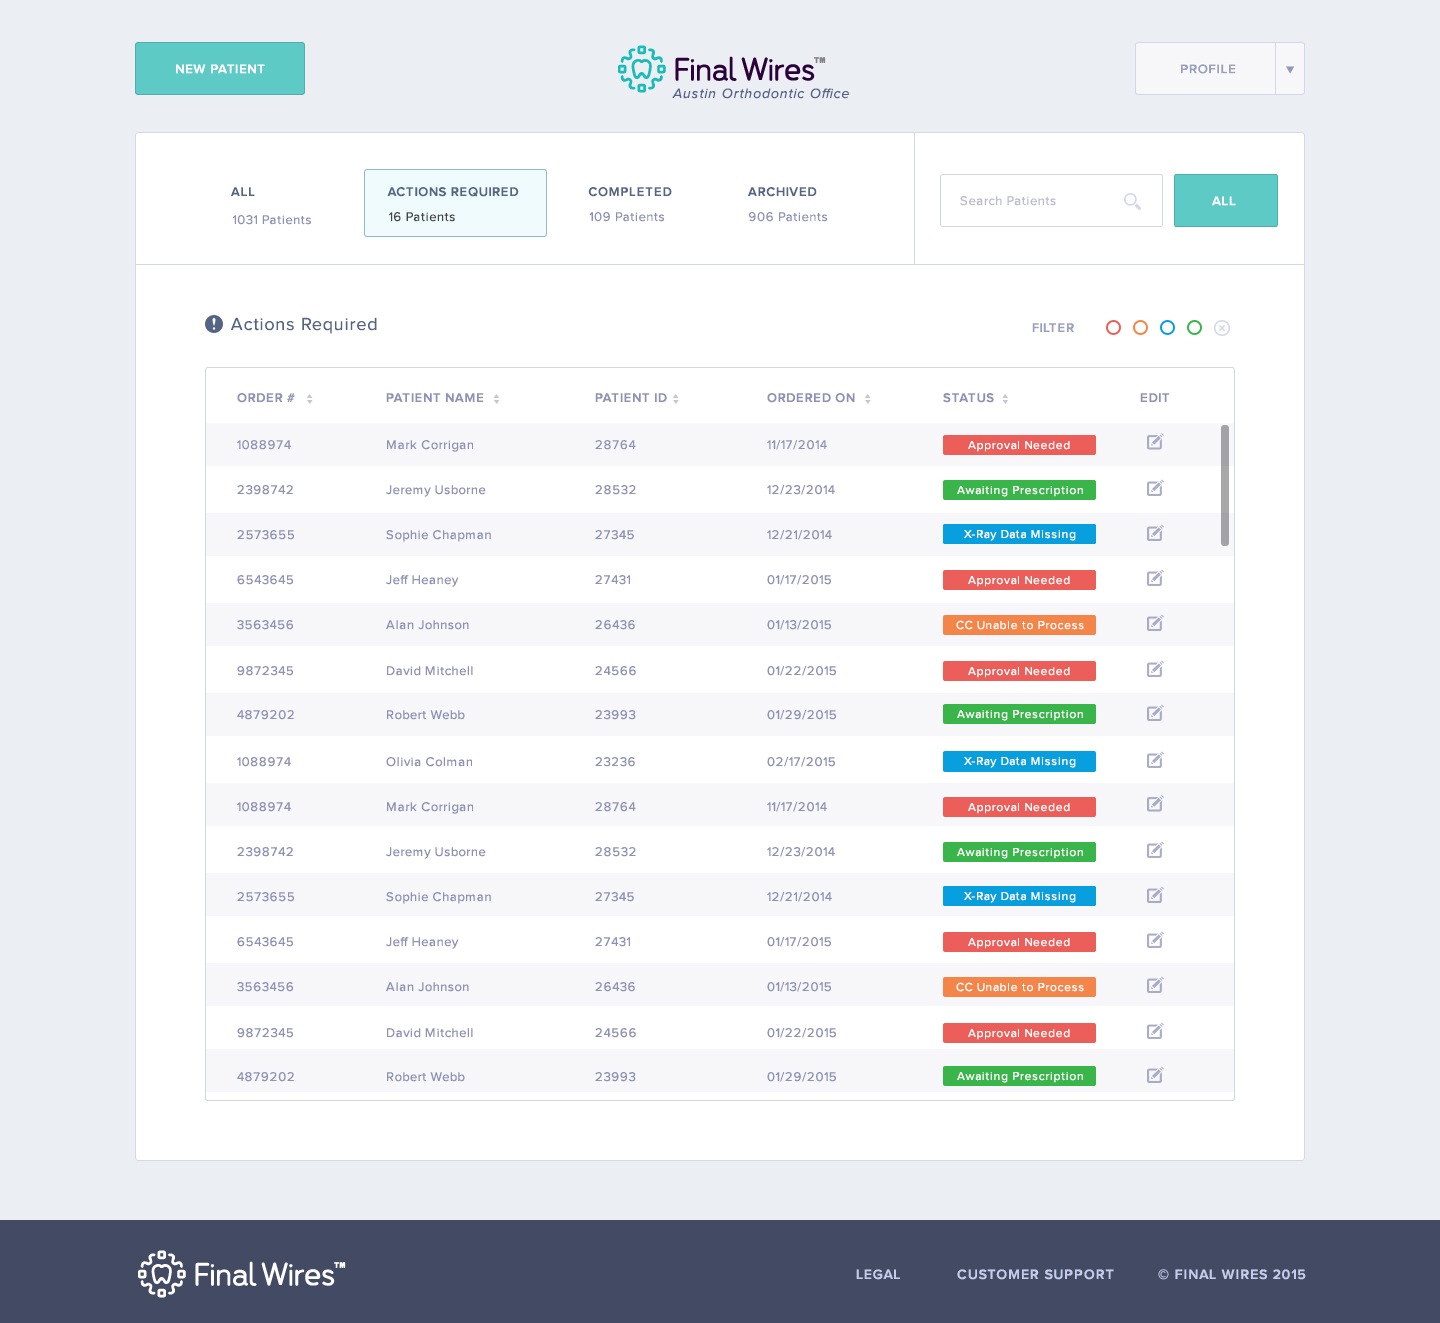 NEW PATIENT
Final Wires™
Austin Orthodontic Office
PROFILE
ALL
1031 Patients
ACTIONS REQUIRED
16 Patients
COMPLETED
109 Patients
ARCHIVED
906 Patients
Search Patients
ALL
Actions Required
FILTER
ORDER # PATIENT NAME PATIENT ID ORDERED ON STATUS EDIT
1088974 Mark Corrigan 28764 11/17/2014 Approval Needed
2398742 Jeremy Usborne 28532 12/23/2014 Awaiting Prescription
2573655 Sophie Chapman 27345 12/21/2014 X-Ray Data Missing
6543645 Jeff Heaney 27431 01/17/2015 Approval Needed
3563456 Alan Johnson 26436 01/13/2015 CC Unable to Process
9872345 David Mitchell 24566 01/22/2015 Approval Needed
4879202 Robert Webb 23993 01/29/2015 Awaiting Prescription
1088974 Olivia Colman 23236 02/17/2015 X-Ray Data Missing
1088974 Mark Corrigan 28764 11/17/2014 Approval Needed
2398742 Jeremy Usborne 28532 12/23/2014 Awaiting Prescription
2573655 Sophie Chapman 27345 12/21/2014 X-Ray Data Missing
6543645 Jeff Heaney 27431 01/17/2015 Approval Needed
3563456 Alan Johnson 26436 01/13/2015 CC Unable to Process
9872345 David Mitchell 24566 01/22/2015 Approval Needed
4879202 Robert Webb 23993 01/29/2015 Awaiting Prescription
Final Wires™
LEGAL
CUSTOMER SUPPORT
© FINAL WIRES 2015